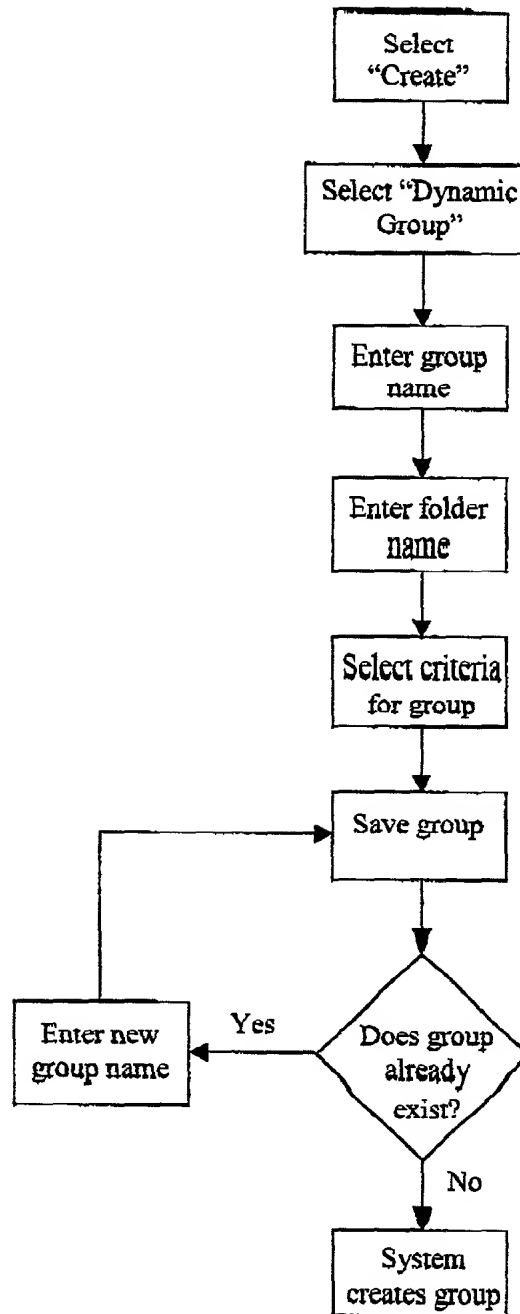 Select
“Create”
Select “Dynamic
Group”
Enter group
name
Enter folder
name
Select criteria
for group
Save group
Does group
already
exist?
Yes
Enter new
group name
No
System
creates group